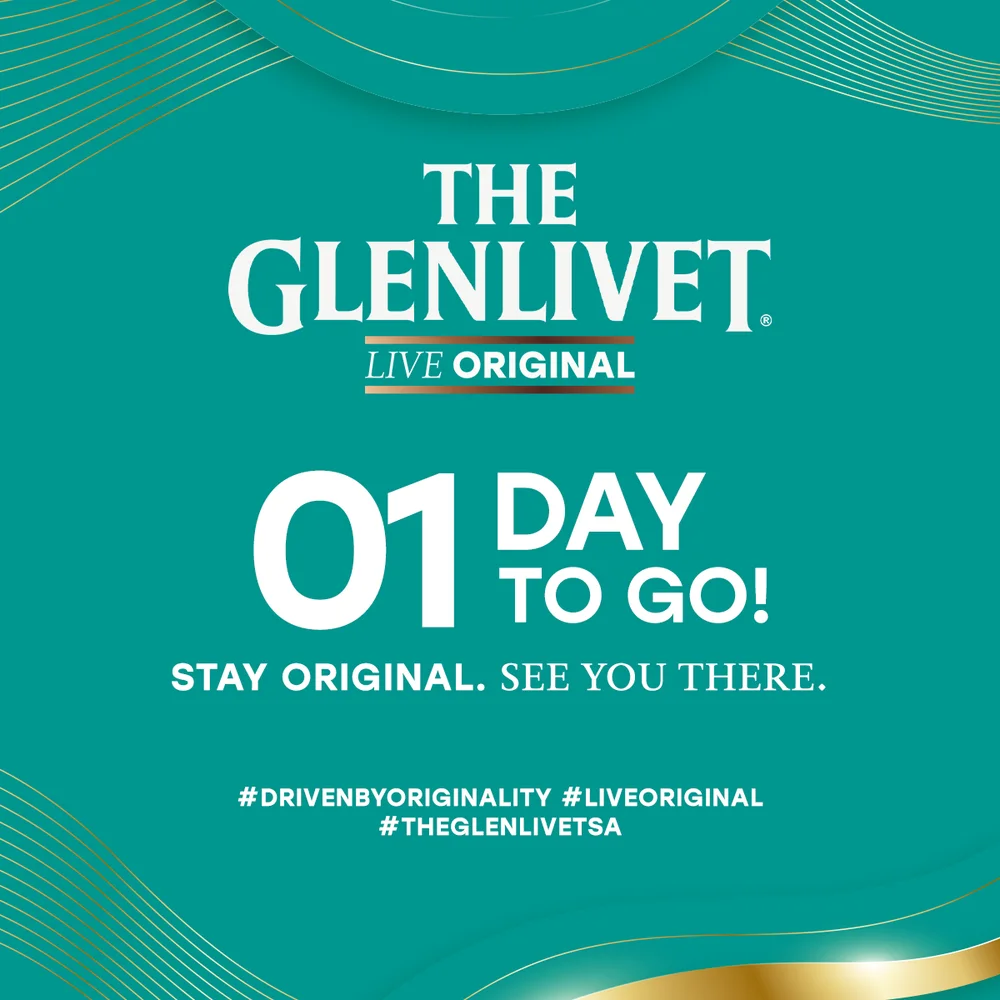 THE
GLENLIVET®
LIVE ORIGINAL
01 DAY
TO GO!
STAY ORIGINAL. SEE YOU THERE.
#DRIVENBYORIGINALITY #LIVEORIGINAL
#THEGLENLIVETSA